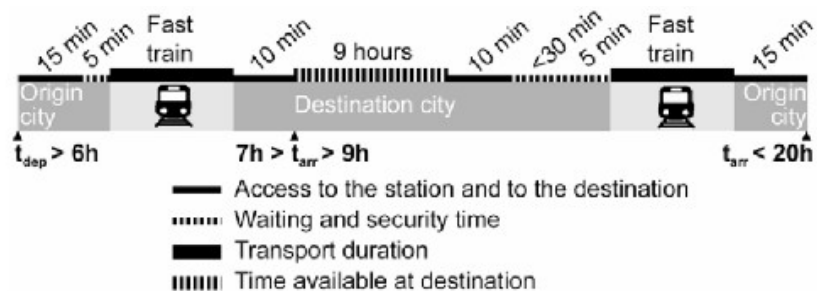 15 min
5 min
Fast
train
10 min
9 hours
10 min
<30 min
5 min
Fast
train
15 min
Origin
city
Destination city
Origin
city
t_dep > 6h
7h > t_arr > 9h
t_arr < 20h
Access to the station and to the destination
Waiting and security time
Transport duration
Time available at destination